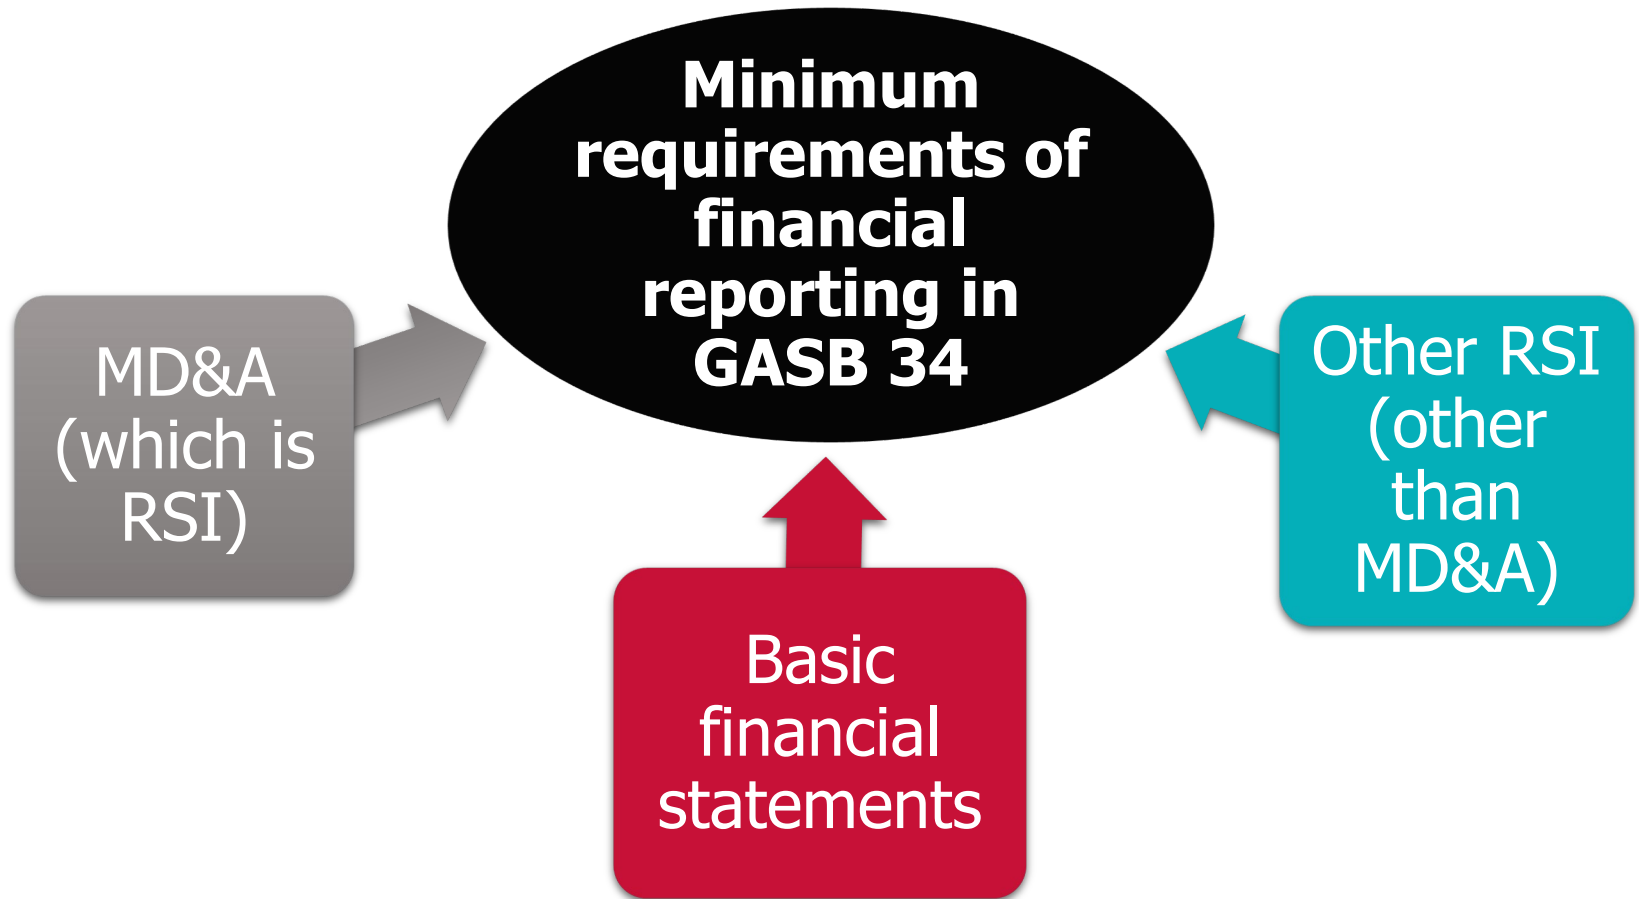 Minimum
requirements of
financial
reporting in
GASB 34
MD&A
(which is
RSI)
Basic
financial
statements
Other RSI
(other
than
MD&A)